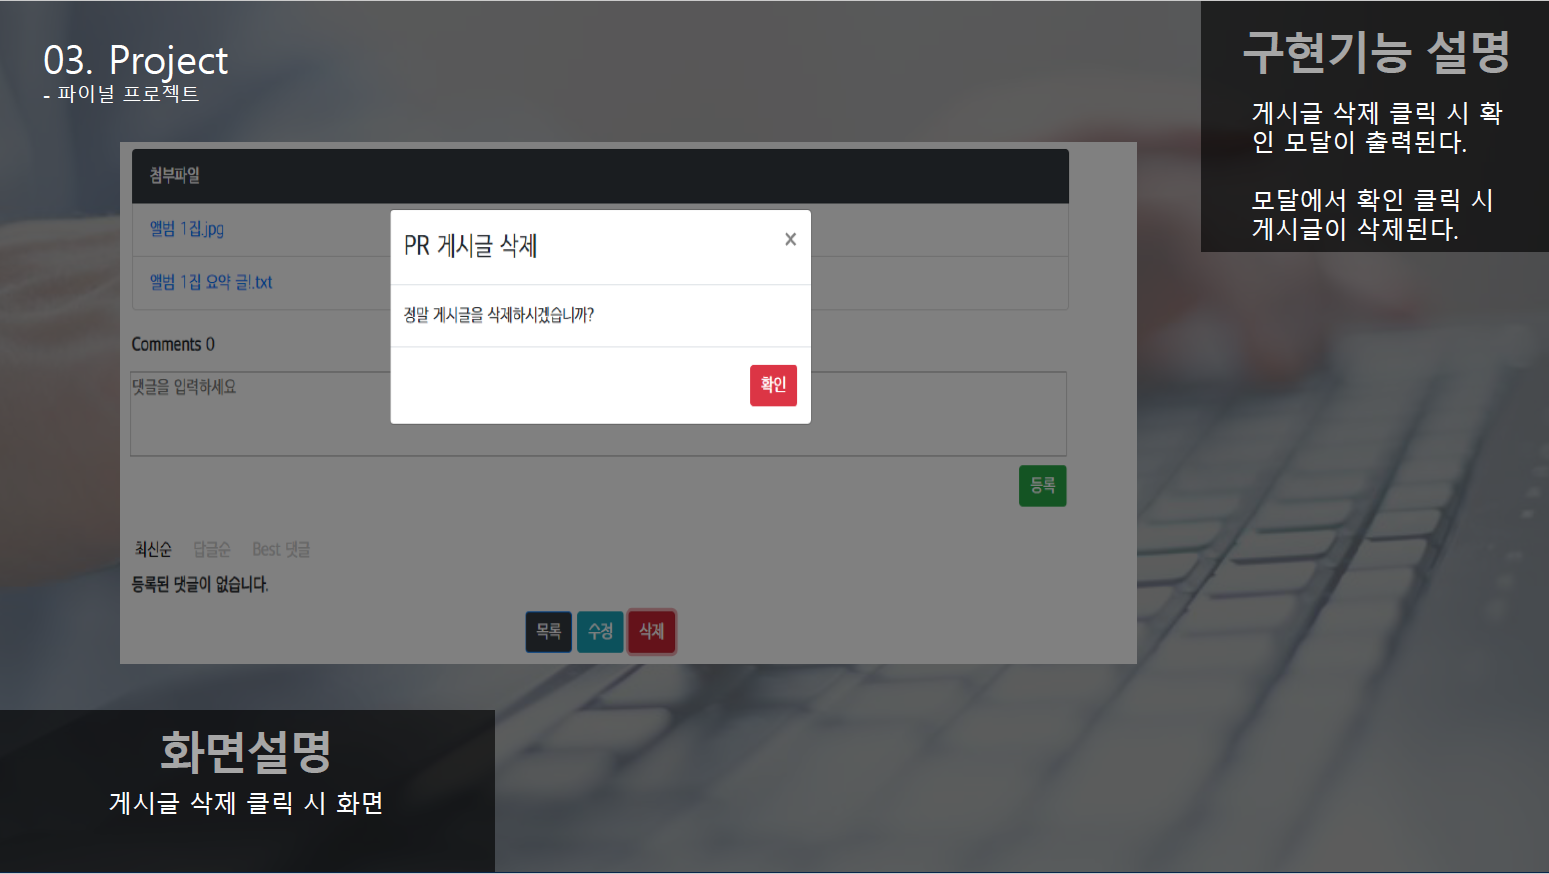 03. Project
- 파이널 프로젝트
구현기능 설명
게시글 삭제 클릭 시 확
인 모달이 출력된다.
모달에서 확인 클릭 시
게시글이 삭제된다.
첨부파일
앨범 1집.jpg
앨범 1집 요약 글!.txt
PR 게시글 삭제
×
정말 게시글을 삭제하시겠습니까?
확인
Comments 0
댓글을 입력하세요
등록
최신순 답글순 Best 댓글
등록된 댓글이 없습니다.
목록 수정 삭제
화면설명
게시글 삭제 클릭 시 화면